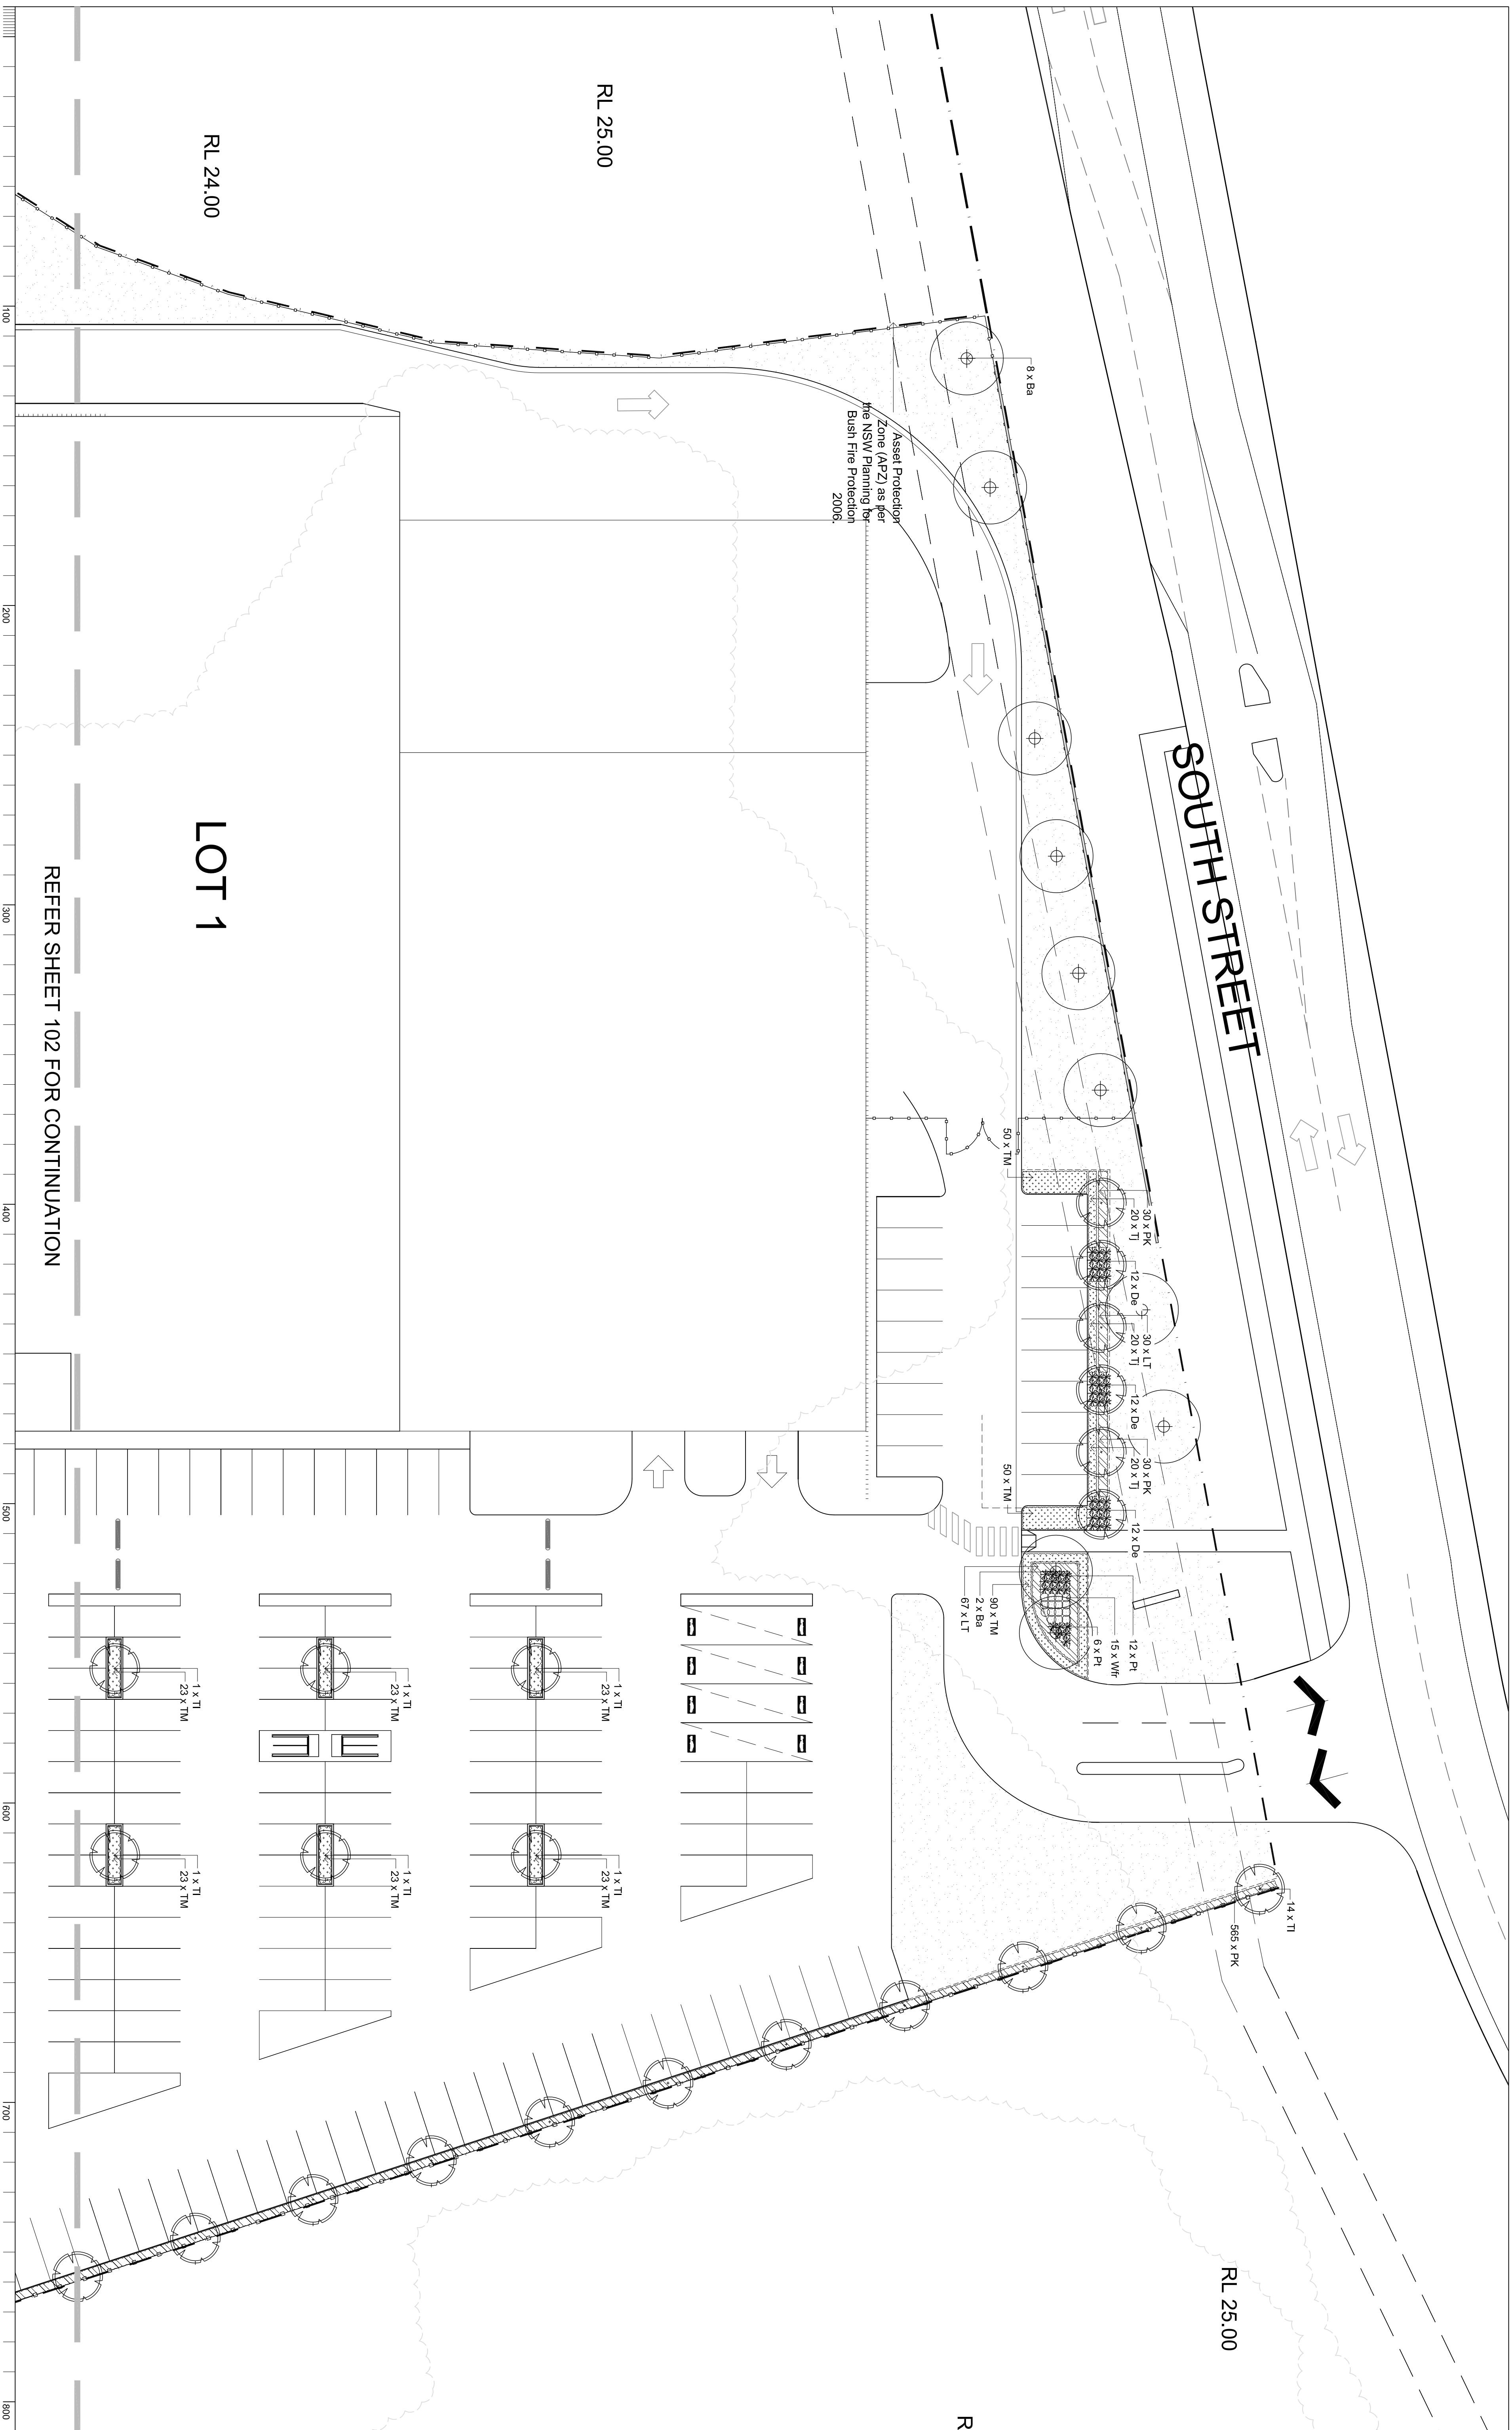 SOUTH STREET
RL 25.00
RL 24.00
8 x Ba
Asset Protection
Zone (APZ) as per
the NSW Planning for
Bush Fire Protection
2006.
LOT 1
REFER SHEET 102 FOR CONTINUATION
50 x TM
30 x PK
20 x Tj
12 x De
30 x LT
20 x Tj
12 x De
30 x PK
20 x Tj
12 x De
50 x TM
12 x Pt
15 x Wfr
6 x Pt
90 x TM
2 x Ba
67 x LT
1 x Tl
23 x TM
1 x Tl
23 x TM
1 x Tl
23 x TM
1 x Tl
23 x TM
1 x Tl
23 x TM
1 x Tl
23 x TM
14 x Tl
565 x PK
RL 25.00
R
100
200
300
400
500
600
700
800